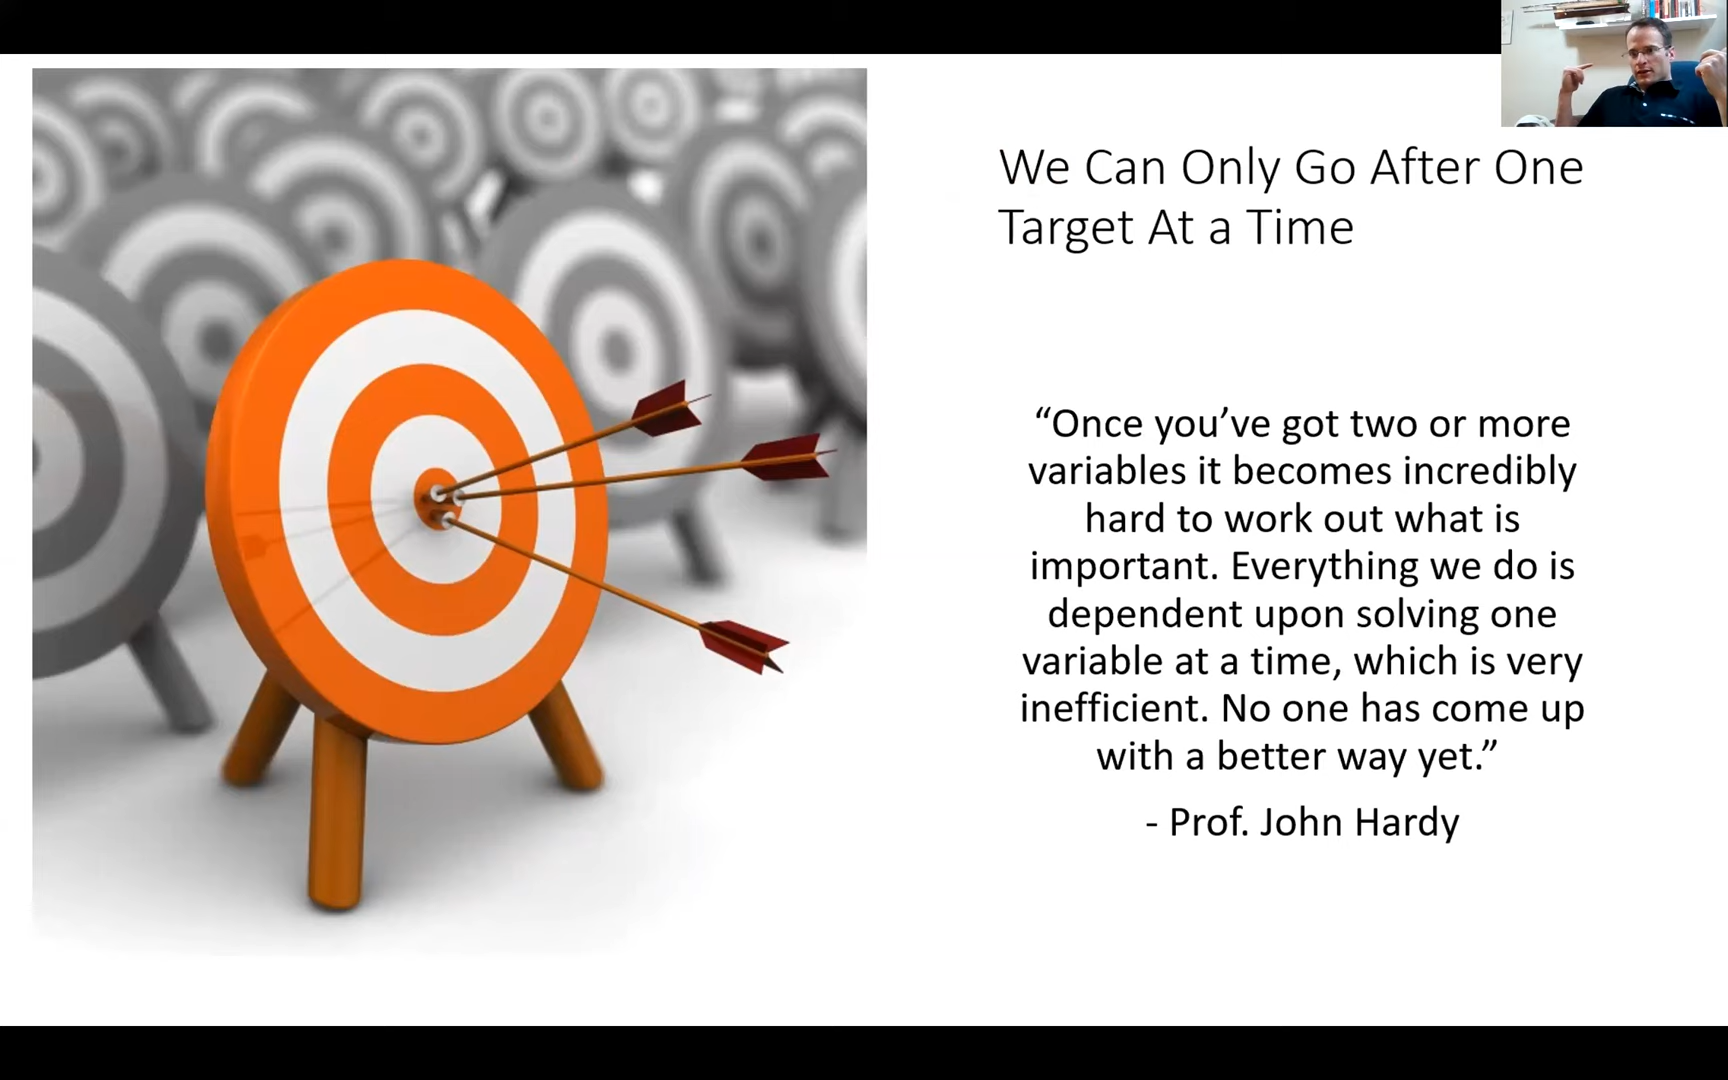 We Can Only Go After One
Target At a Time
“Once you’ve got two or more
variables it becomes incredibly
hard to work out what is
important. Everything we do is
dependent upon solving one
variable at a time, which is very
inefficient. No one has come up
with a better way yet.”
- Prof. John Hardy